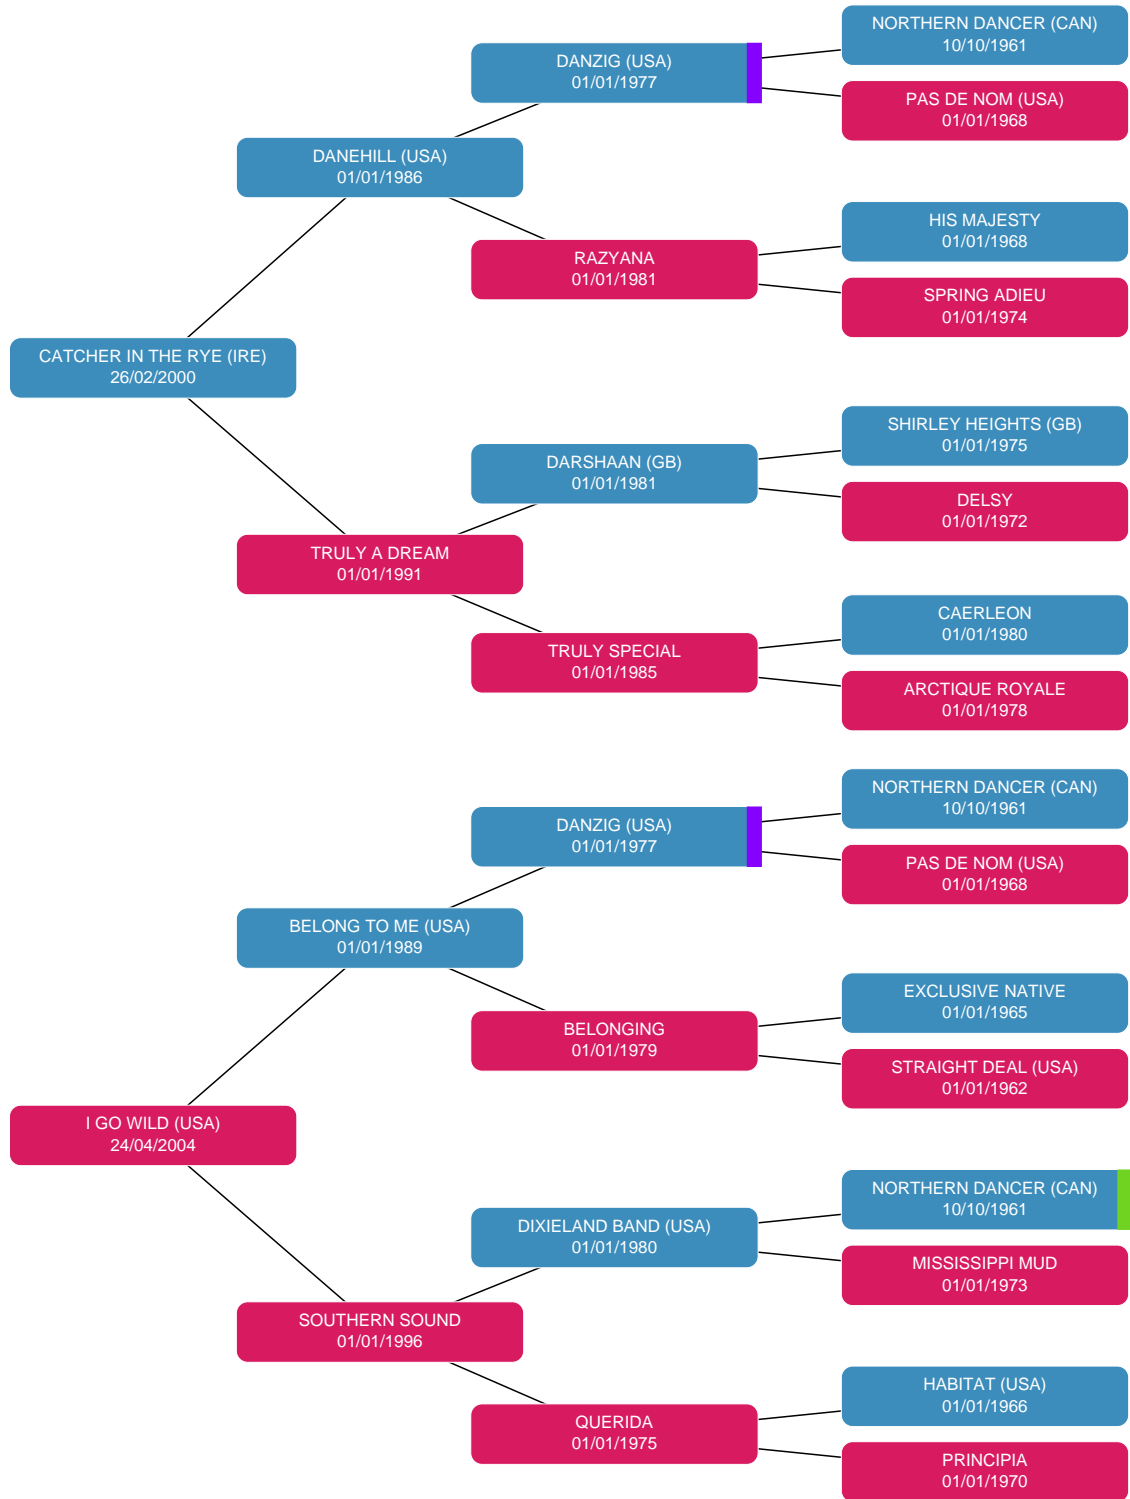 NORTHERN DANCER (CAN)
10/10/1961
DANZIG (USA)
01/01/1977
PAS DE NOM (USA)
01/01/1968
DANEHILL (USA)
01/01/1986
HIS MAJESTY
01/01/1968
RAZYANA
01/01/1981
SPRING ADIEU
01/01/1974
CATCHER IN THE RYE (IRE)
26/02/2000
SHIRLEY HEIGHTS (GB)
01/01/1975
DARSHAAN (GB)
01/01/1981
DELSY
01/01/1972
TRULY A DREAM
01/01/1991
CAERLEON
01/01/1980
TRULY SPECIAL
01/01/1985
ARCTIQUE ROYALE
01/01/1978
NORTHERN DANCER (CAN)
10/10/1961
DANZIG (USA)
01/01/1977
PAS DE NOM (USA)
01/01/1968
BELONG TO ME (USA)
01/01/1989
EXCLUSIVE NATIVE
01/01/1965
BELONGING
01/01/1979
STRAIGHT DEAL (USA)
01/01/1962
I GO WILD (USA)
24/04/2004
NORTHERN DANCER (CAN)
10/10/1961
DIXIELAND BAND (USA)
01/01/1980
MISSISSIPPI MUD
01/01/1973
SOUTHERN SOUND
01/01/1996
HABITAT (USA)
01/01/1966
QUERIDA
01/01/1975
PRINCIPIA
01/01/1970